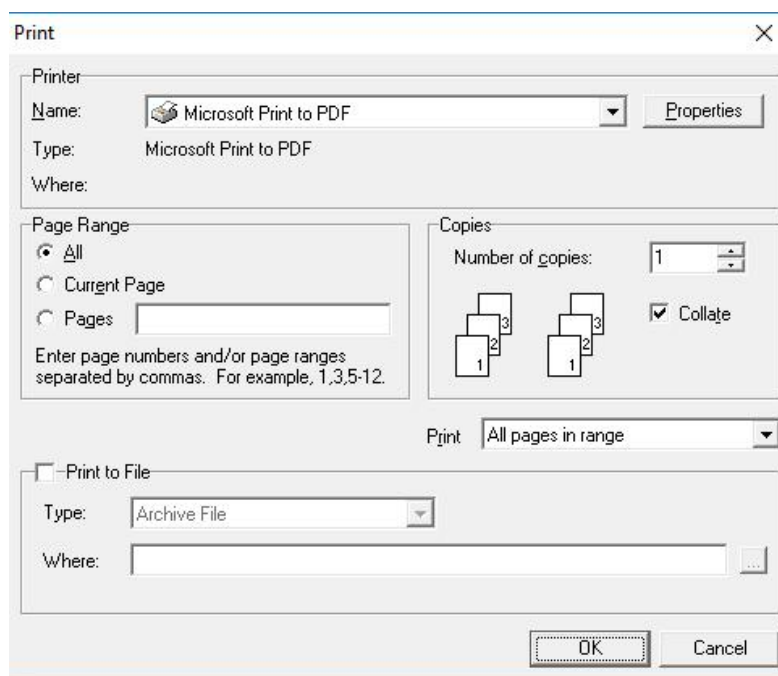 Print
Printer
Name: Microsoft Print to PDF Properties
Type: Microsoft Print to PDF
Where:
Page Range
All
Current Page
Pages
Enter page numbers and/or page ranges
separated by commas. For example, 1,3,5-12.
Copies
Number of copies: 1
1 2 3 1 2 3
Collate
Print All pages in range
Print to File
Type: Archive File
Where: ...
OK Cancel